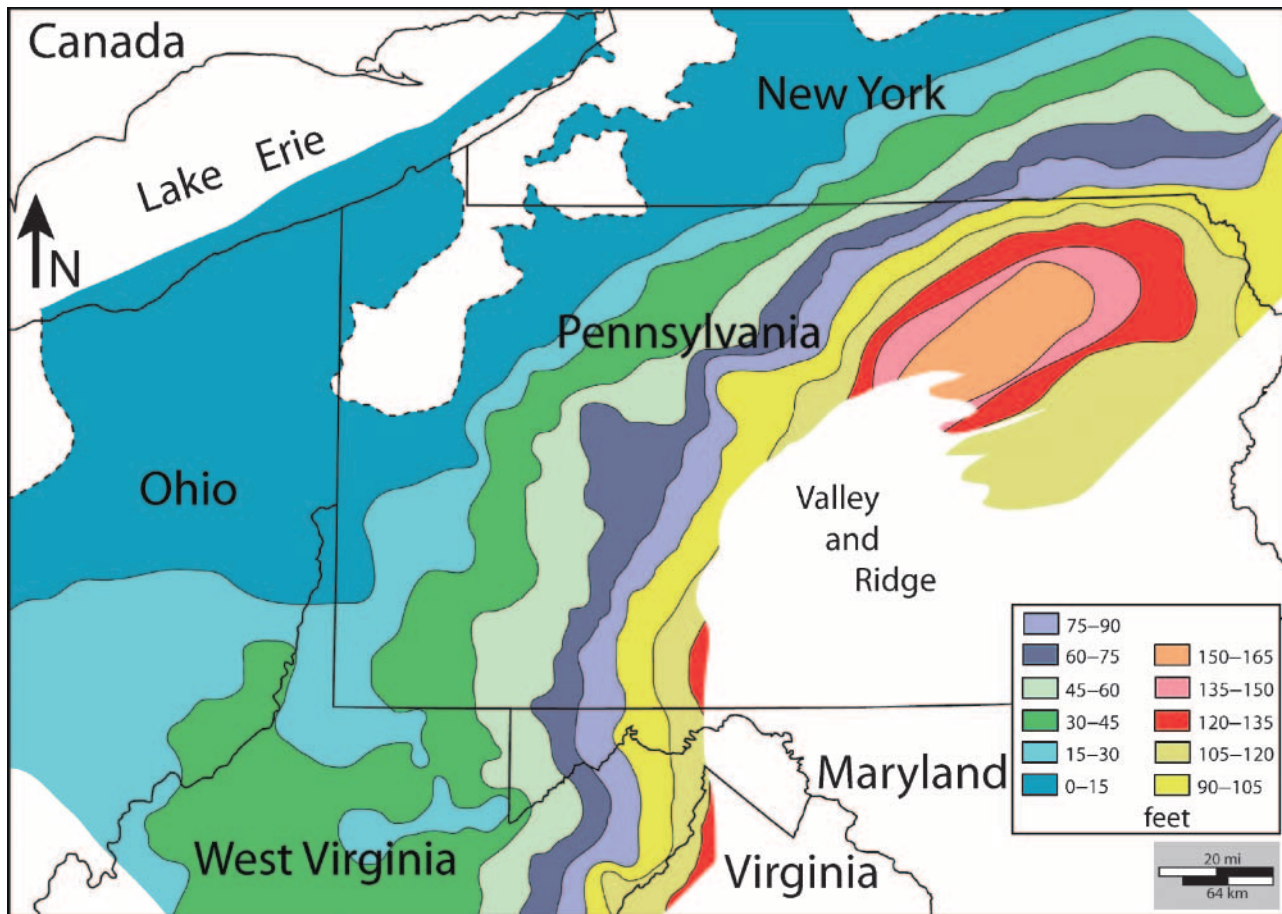 Canada
New York
Lake Erie
N
Pennsylvania
Ohio
Valley
and
Ridge
75–90
60–75
45–60
30–45
15–30
0–15
150–165
135–150
120–135
105–120
90–105
feet
Maryland
West Virginia
Virginia
20 mi
64 km